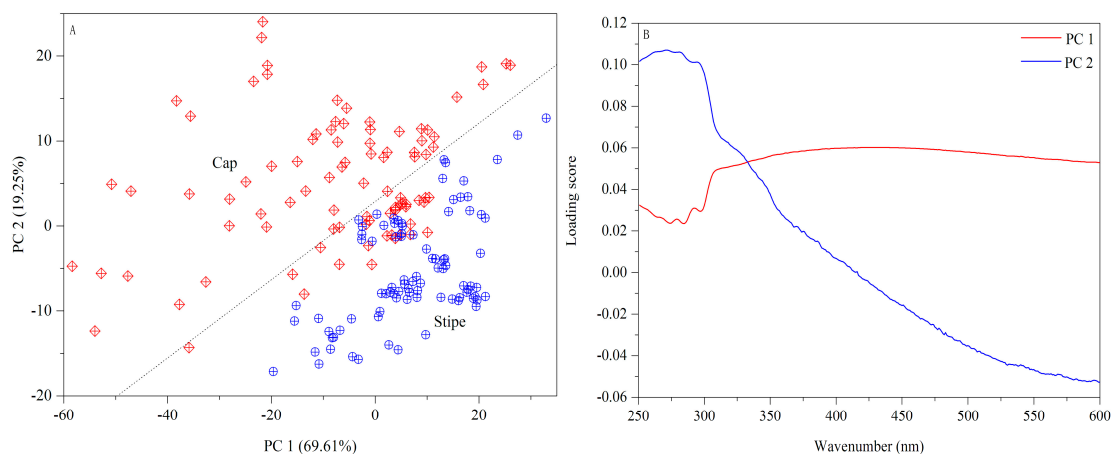 A
20
10
0
-10
-20
-60
-40
-20
0
20
PC 2 (19.25%)
PC 1 (69.61%)
Cap
Stipe
B
PC 1
PC 2
0.12
0.10
0.08
0.06
0.04
0.02
0.00
-0.02
-0.04
-0.06
250
300
350
400
450
500
550
600
Loading score
Wavenumber (nm)